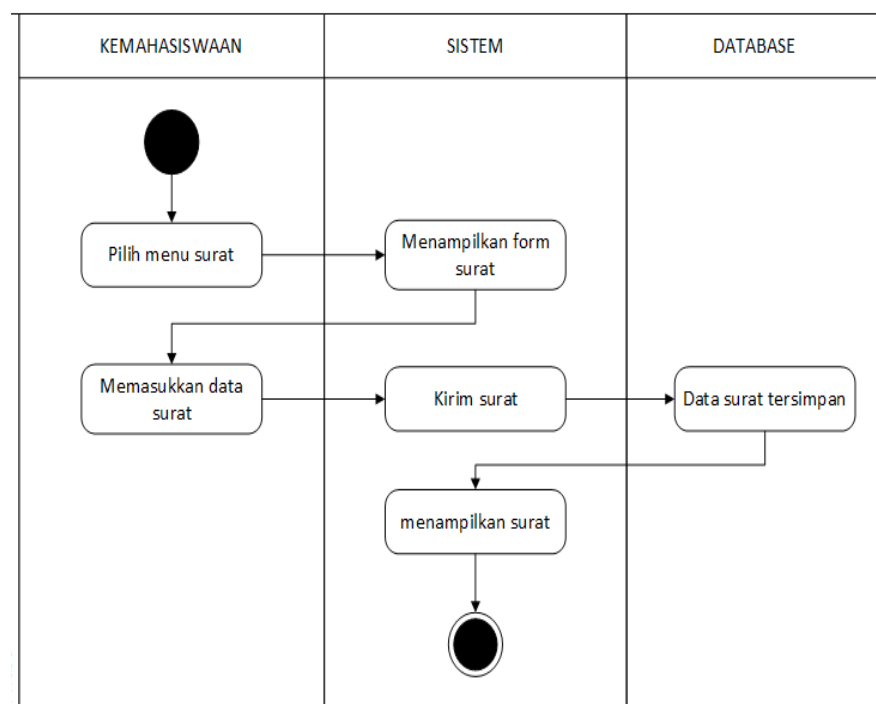 KEMAHASISWAAN
SISTEM
DATABASE
Pilih menu surat
Menampilkan form
surat
Memasukkan data
surat
Kirim surat
Data surat tersimpan
menampilkan surat